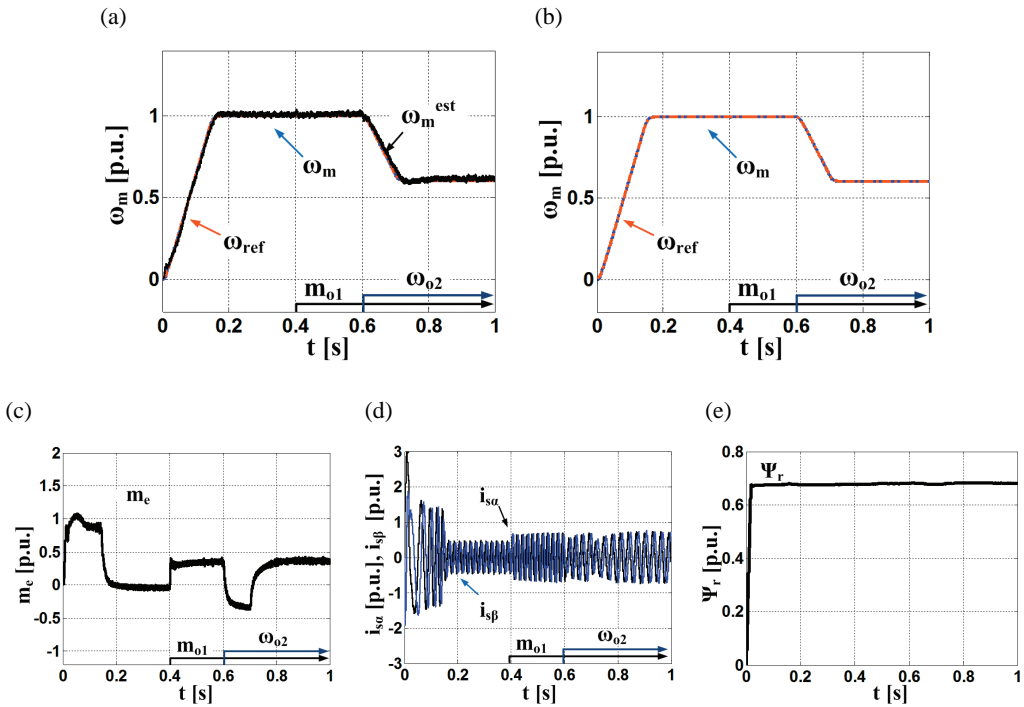 (a)
(b)
1
0.5
0
ω_m [p.u.]
ω_m^est
ω_m
ω_ref
m_o1
ω_o2
0 0.2 0.4 0.6 0.8 1
t [s]
1
0.5
0
ω_m [p.u.]
ω_m
ω_ref
m_o1
ω_o2
0 0.2 0.4 0.6 0.8 1
t [s]
(c)
(d)
(e)
2
1.5
1
0.5
0
-0.5
-1
m_e [p.u.]
m_e
m_o1
ω_o2
0 0.2 0.4 0.6 0.8 1
t [s]
3
2
1
0
-1
-2
-3
i_sα [p.u.], i_sβ [p.u.]
i_sα
i_sβ
m_o1
ω_o2
0 0.2 0.4 0.6 0.8 1
t [s]
0.8
0.6
0.4
0.2
0
Ψ_r [p.u.]
Ψ_r
0 0.2 0.4 0.6 0.8 1
t [s]